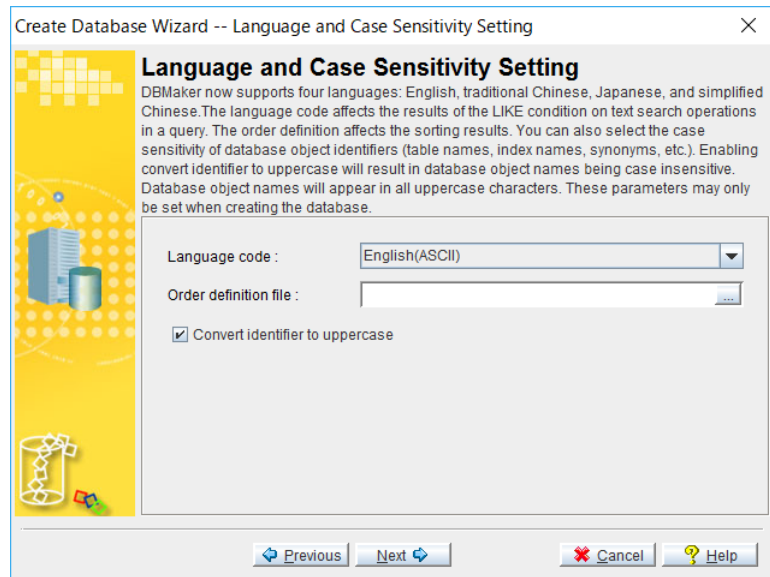 Create Database Wizard -- Language and Case Sensitivity Setting
Language and Case Sensitivity Setting
DBMaker now supports four languages: English, traditional Chinese, Japanese, and simplified
Chinese.The language code affects the results of the LIKE condition on text search operations
in a query. The order definition affects the sorting results. You can also select the case
sensitivity of database object identifiers (table names, index names, synonyms, etc.). Enabling
convert identifier to uppercase will result in database object names being case insensitive.
Database object names will appear in all uppercase characters. These parameters may only
be set when creating the database.
Language code : English(ASCII)
Order definition file : ...
Convert identifier to uppercase
Previous Next Cancel Help